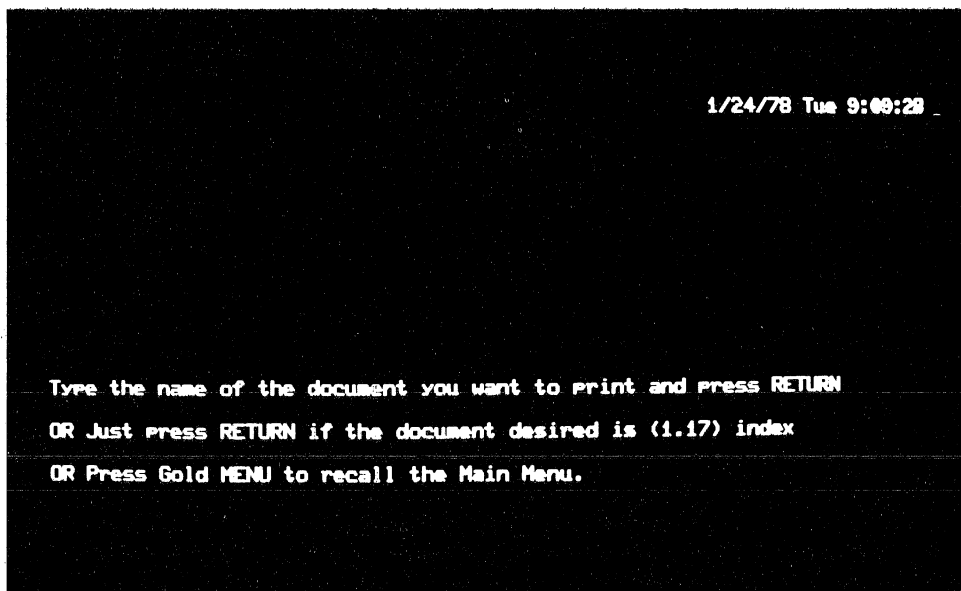 1/24/78 Tue 9:09:28 _
Type the name of the document you want to print and press RETURN
OR Just press RETURN if the document desired is (1.17) index
OR Press Gold MENU to recall the Main Menu.